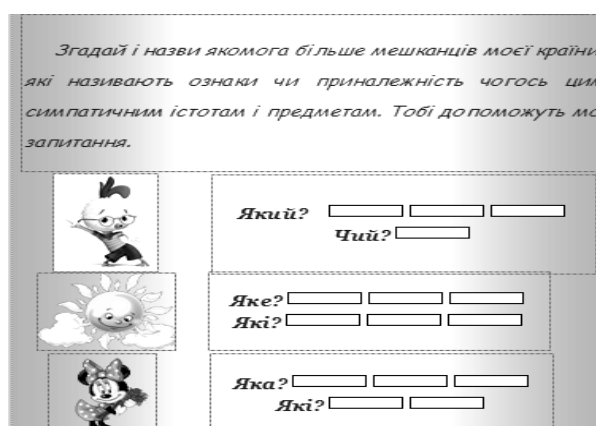 Згадай і назви якомога більше мешканців моєї країни
які називають ознаки чи приналежність чогось цим
симпатичним істотам і предметам. Тобі допоможуть мо
запитання.
Який?
Чий?
Яке?
Які?
Яка?
Які?